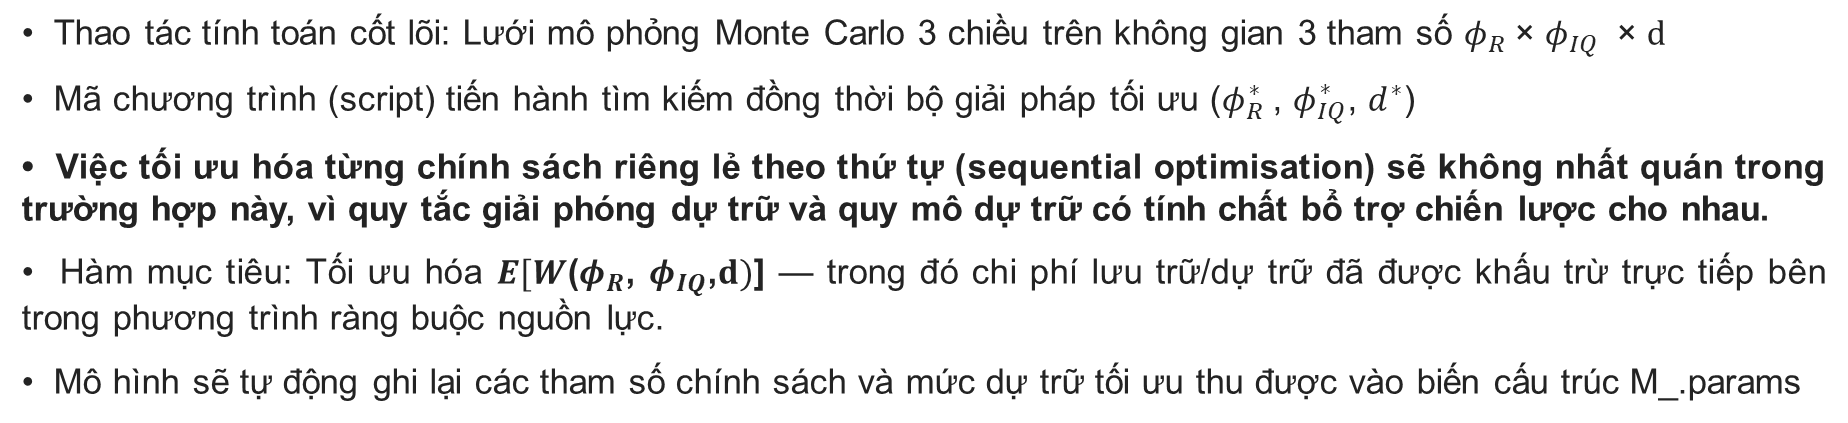 • Thao tác tính toán cốt lõi: Lưới mô phỏng Monte Carlo 3 chiều trên không gian 3 tham số 𝜙_R × 𝜙_IQ × d
• Mã chương trình (script) tiến hành tìm kiếm đồng thời bộ giải pháp tối ưu (𝜙_R^* , 𝜙_IQ^*, d^*)
• Việc tối ưu hóa từng chính sách riêng lẻ theo thứ tự (sequential optimisation) sẽ không nhất quán trong
trường hợp này, vì quy tắc giải phóng dự trữ và quy mô dự trữ có tính chất bổ trợ chiến lược cho nhau.
• Hàm mục tiêu: Tối ưu hóa E[W(𝜙_R, 𝜙_IQ,d)] — trong đó chi phí lưu trữ/dự trữ đã được khấu trừ trực tiếp bên
trong phương trình ràng buộc nguồn lực.
• Mô hình sẽ tự động ghi lại các tham số chính sách và mức dự trữ tối ưu thu được vào biến cấu trúc M_.params